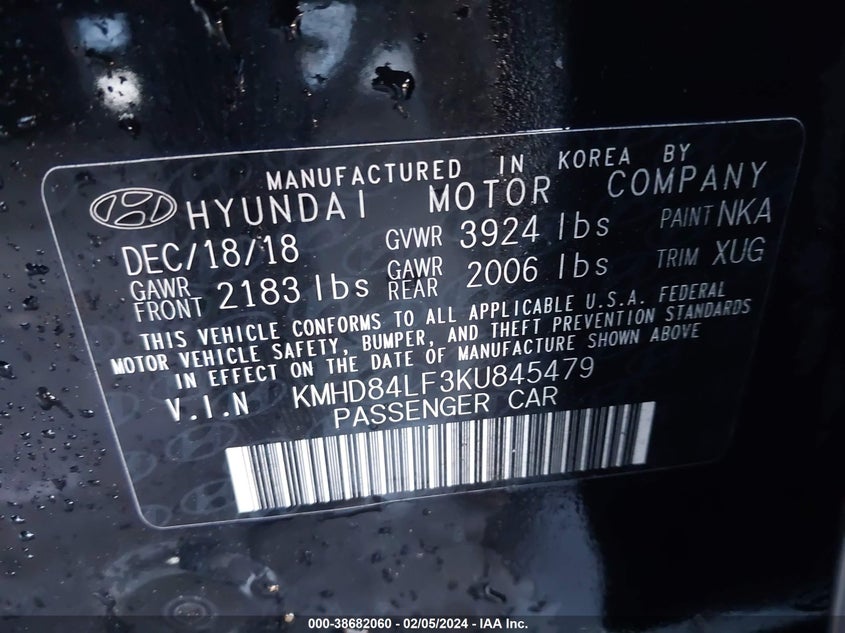 MANUFACTURED IN KOREA BY
HYUNDAI MOTOR COMPANY
DEC/18/18 GVWR 3924 lbs PAINT NKA
GAWR FRONT 2183 lbs GAWR REAR 2006 lbs TRIM XUG
THIS VEHICLE CONFORMS TO ALL APPLICABLE U.S.A. FEDERAL
MOTOR VEHICLE SAFETY, BUMPER, AND THEFT PREVENTION STANDARDS
IN EFFECT ON THE DATE OF MANUFACTURE SHOWN ABOVE
V.I.N KMHD84LF3KU845479
PASSENGER CAR
000-38682060 - 02/05/2024 - IAA Inc.